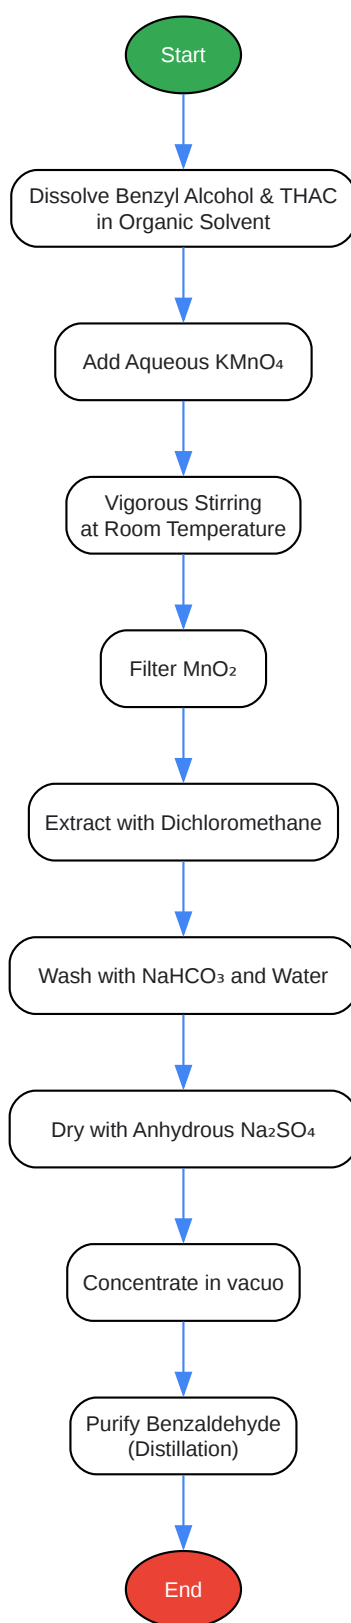 Start
Dissolve Benzyl Alcohol & THAC
in Organic Solvent
Add Aqueous KMnO₄
Vigorous Stirring
at Room Temperature
Filter MnO₂
Extract with Dichloromethane
Wash with NaHCO₃ and Water
Dry with Anhydrous Na₂SO₄
Concentrate in vacuo
Purify Benzaldehyde
(Distillation)
End